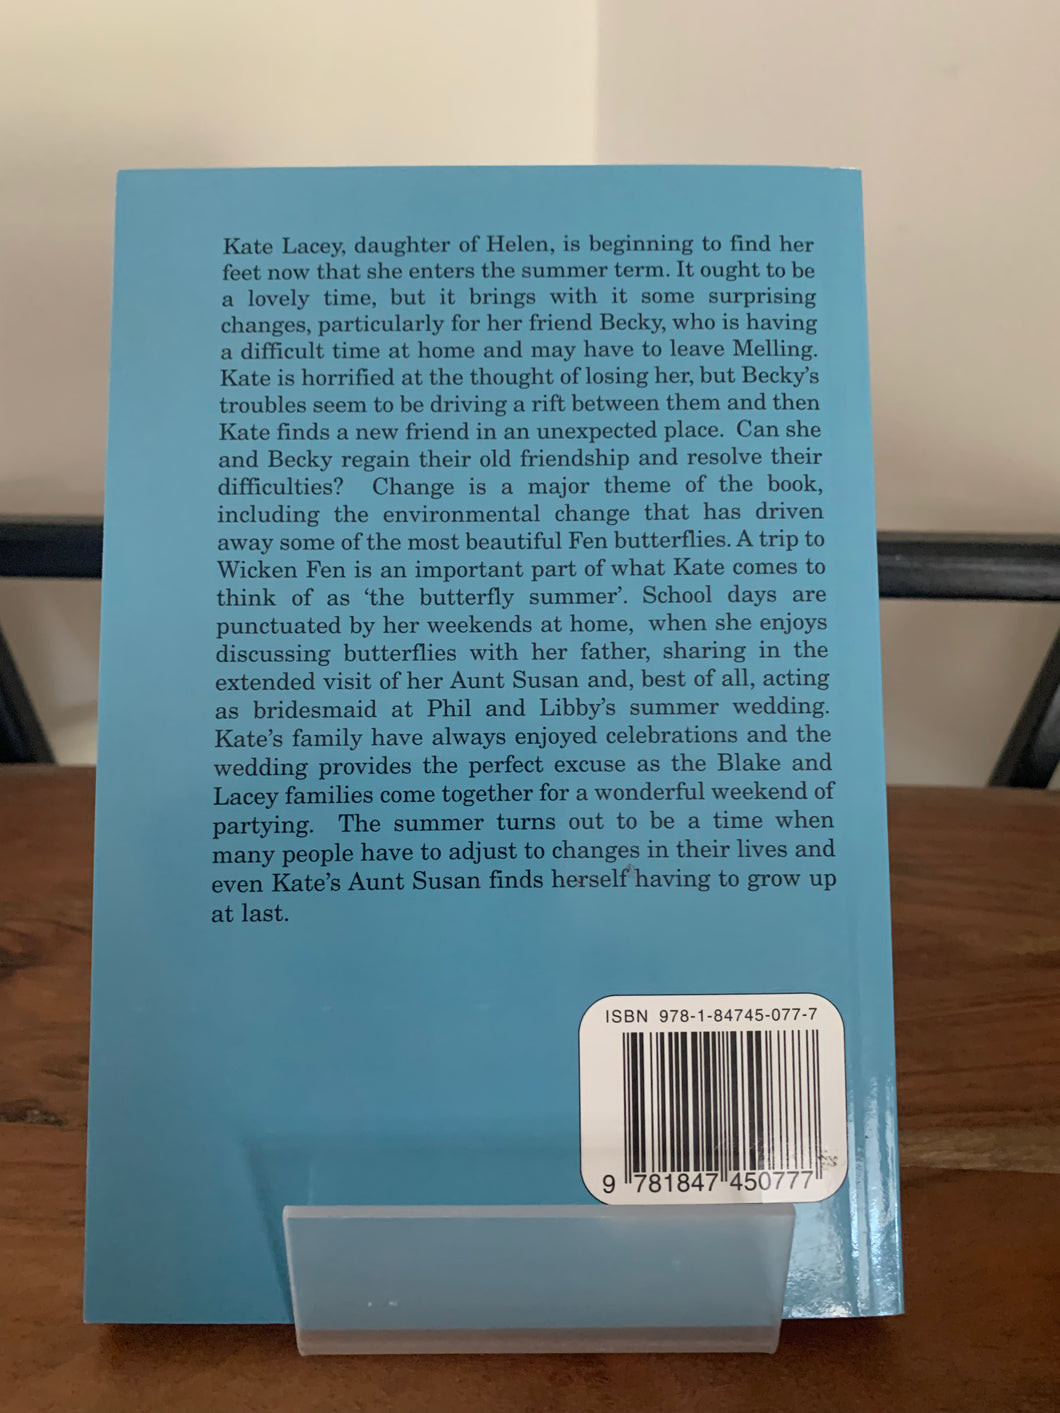 Kate Lacey, daughter of Helen, is beginning to find her
feet now that she enters the summer term. It ought to be
a lovely time, but it brings with it some surprising
changes, particularly for her friend Becky, who is having
a difficult time at home and may have to leave Melling.
Kate is horrified at the thought of losing her, but Becky's
troubles seem to be driving a rift between them and then
Kate finds a new friend in an unexpected place. Can she
and Becky regain their old friendship and resolve their
difficulties? Change is a major theme of the book,
including the environmental change that has driven
away some of the most beautiful Fen butterflies. A trip to
Wicken Fen is an important part of what Kate comes to
think of as 'the butterfly summer'. School days are
punctuated by her weekends at home, when she enjoys
discussing butterflies with her father, sharing in the
extended visit of her Aunt Susan and, best of all, acting
as bridesmaid at Phil and Libby's summer wedding.
Kate's family have always enjoyed celebrations and the
wedding provides the perfect excuse as the Blake and
Lacey families come together for a wonderful weekend of
partying. The summer turns out to be a time when
many people have to adjust to changes in their lives and
even Kate's Aunt Susan finds herself having to grow up
at last.
ISBN 978-1-84745-077-7
9 781847 450777